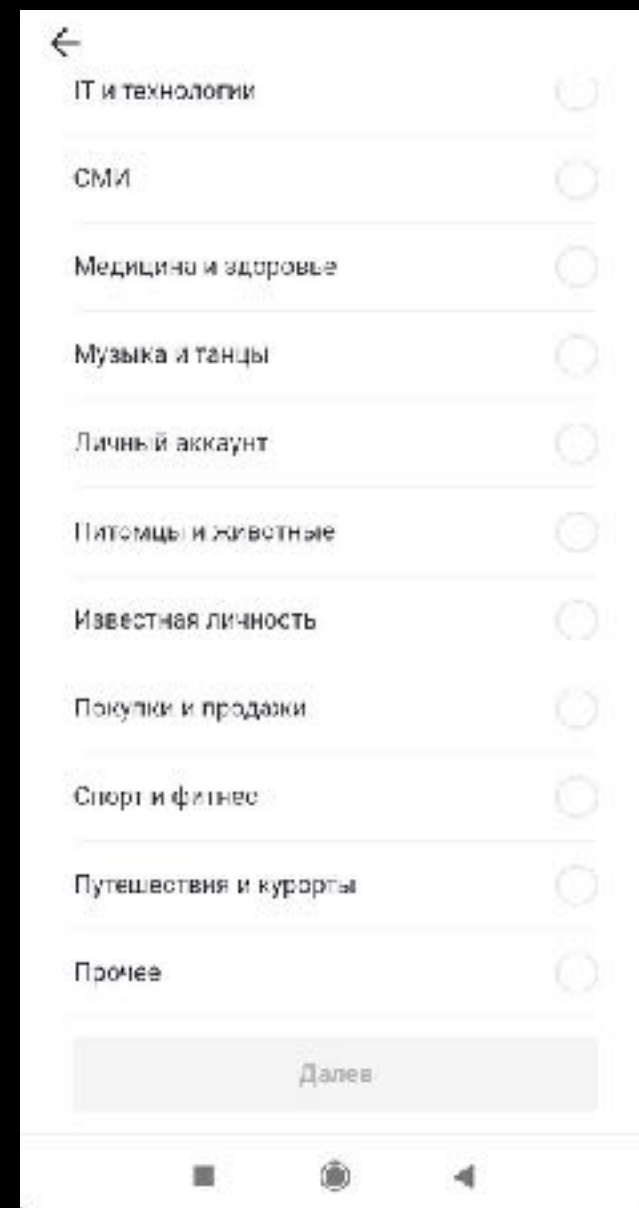 IT и технологии
СМИ
Медицина и здоровье
Музыка и танцы
Личный аккаунт
Питомцы и животные
Известная личность
Покупки и продажи
Спорт и фитнес
Путешествия и курорты
Прочее
Далее